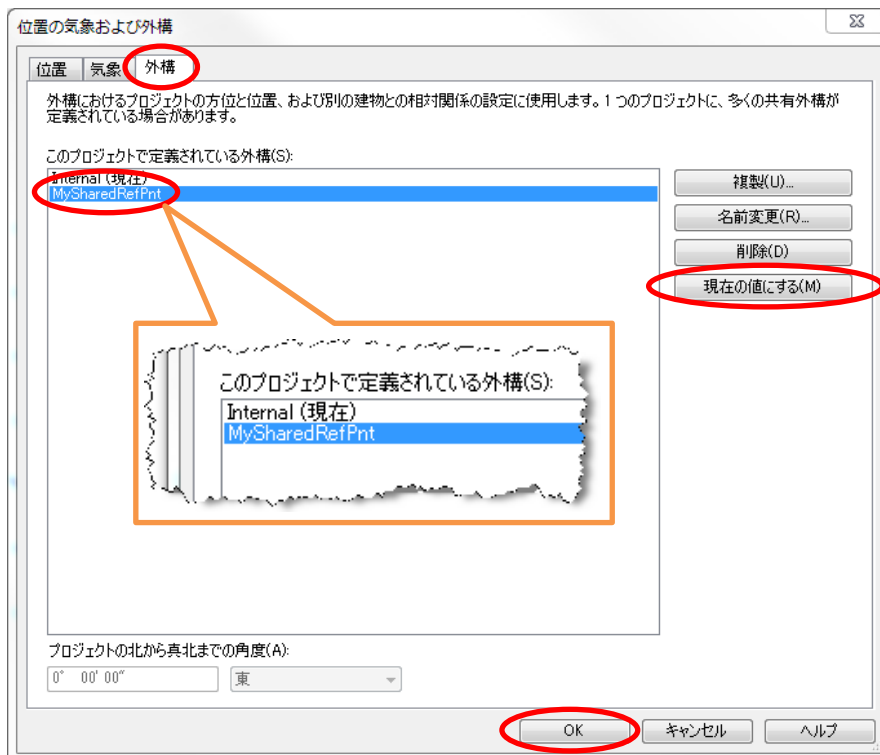 位置の気象および外構
位置 気象 外構
外構におけるプロジェクトの方位と位置、および別の建物との相対関係の設定に使用します。1 つのプロジェクトに、多くの共有外構が
定義されている場合があります。
このプロジェクトで定義されている外構(S):
Internal (現在)
MySharedRefPnt
複製(U)...
名前変更(R)...
削除(D)
現在の値にする(M)
このプロジェクトで定義されている外構(S):
Internal (現在)
MySharedRefPnt
プロジェクトの北から真北までの角度(A):
0° 00' 00" 東
OK キャンセル ヘルプ